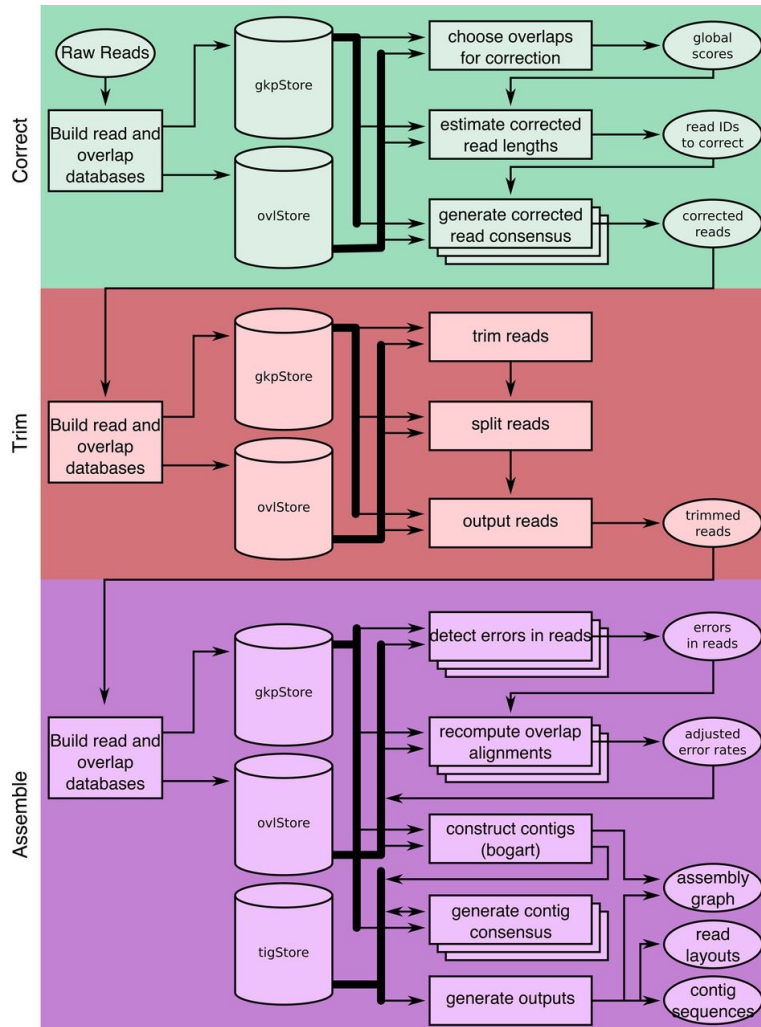 Correct
Raw Reads
Build read and
overlap
databases
gkpStore
ovlStore
choose overlaps
for correction
global
scores
estimate corrected
read lengths
read IDs
to correct
generate corrected
read consensus
corrected
reads
Trim
Build read and
overlap
databases
gkpStore
ovlStore
trim reads
split reads
output reads
trimmed
reads
Assemble
Build read and
overlap
databases
gkpStore
ovlStore
tigStore
detect errors in reads
errors
in reads
recompute overlap
alignments
adjusted
error rates
construct contigs
(bogart)
assembly
graph
generate contig
consensus
read
layouts
generate outputs
contig
sequences